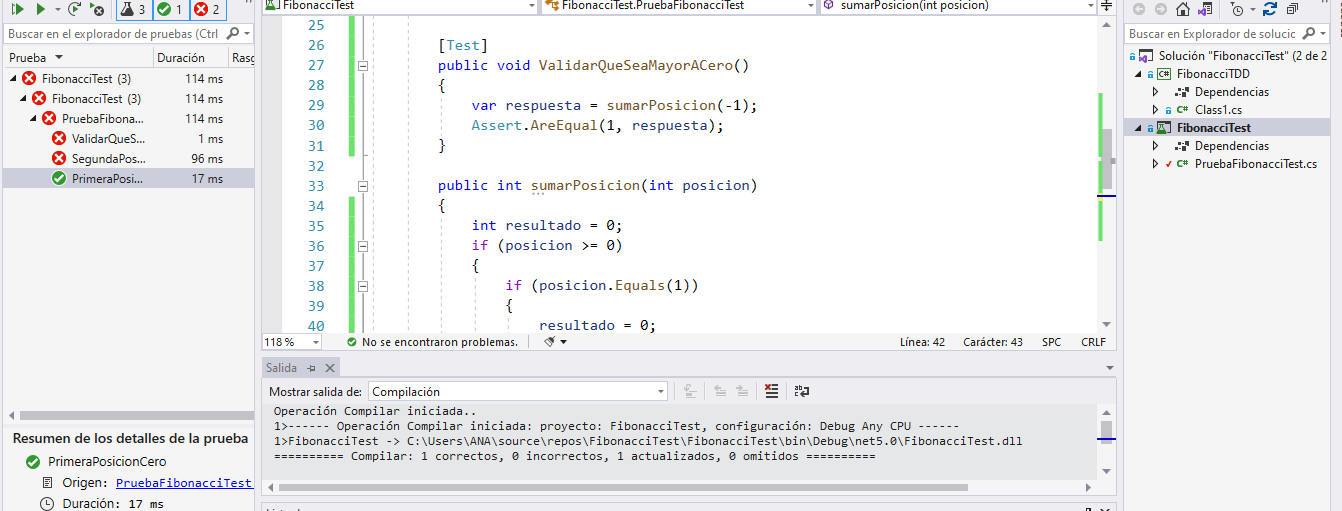 3 1 2
Buscar en el explorador de pruebas (Ctrl
Prueba Duración Rasg
FibonacciTest (3) 114 ms
FibonacciTest (3) 114 ms
PruebaFibona... 114 ms
ValidarQueS... 1 ms
SegundaPos... 96 ms
PrimeraPosi... 17 ms
Resumen de los detalles de la prueba
PrimeraPosicionCero
Origen: PruebaFibonacciTest
Duración: 17 ms
FibonacciTest FibonacciTest.PruebaFibonacciTest sumarPosicion(int posicion)
25
26 [Test]
27 public void ValidarQueSeaMayorACero()
28 {
29 var respuesta = sumarPosicion(-1);
30 Assert.AreEqual(1, respuesta);
31 }
32
33 public int sumarPosicion(int posicion)
34 {
35 int resultado = 0;
36 if (posicion >= 0)
37 {
38 if (posicion.Equals(1))
39 {
40 resultado = 0;
118 % No se encontraron problemas. Línea: 42 Carácter: 43 SPC CRLF
Salida
Mostrar salida de: Compilación
Operación Compilar iniciada..
1>------ Operación Compilar iniciada: proyecto: FibonacciTest, configuración: Debug Any CPU ------
1>FibonacciTest -> C:\Users\ANA\source\repos\FibonacciTest\FibonacciTest\bin\Debug\net5.0\FibonacciTest.dll
========== Compilar: 1 correctos, 0 incorrectos, 1 actualizados, 0 omitidos ==========
Buscar en Explorador de solucic
Solución "FibonacciTest" (2 de 2
FibonacciTDD
Dependencias
C# Class1.cs
FibonacciTest
Dependencias
C# PruebaFibonacciTest.cs